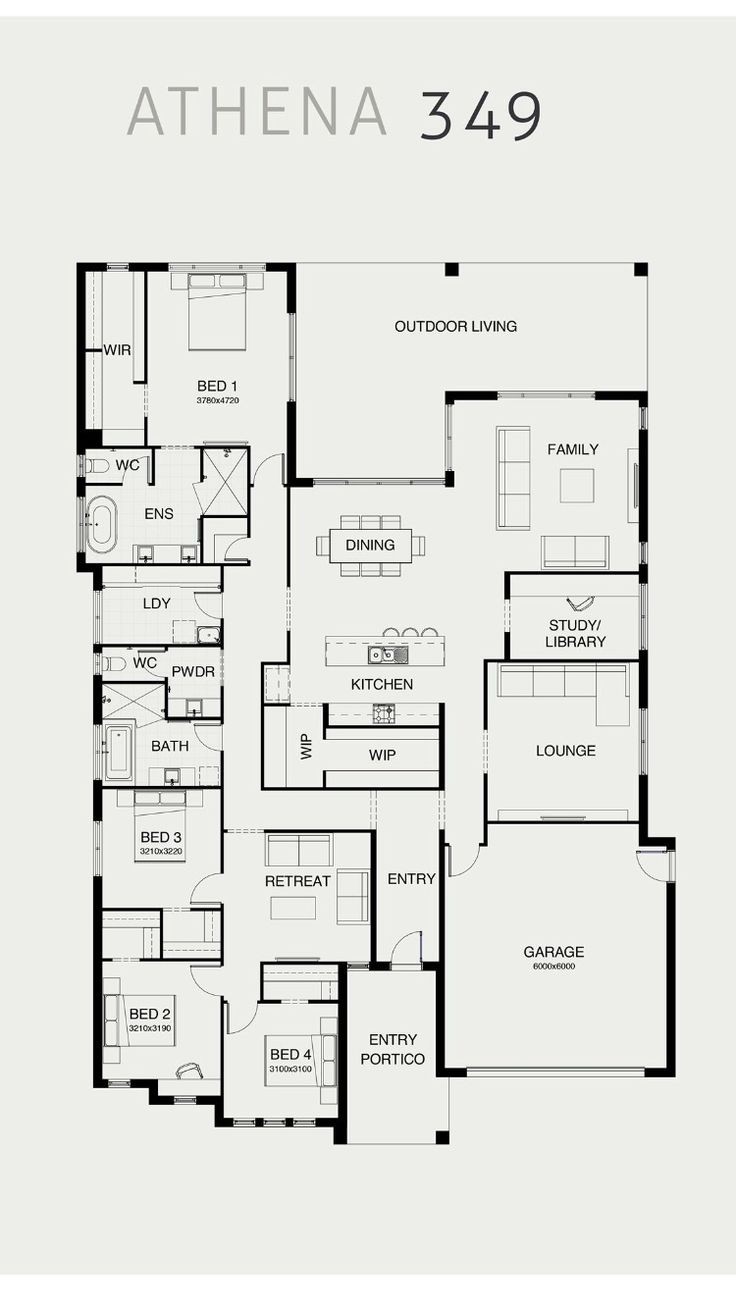 ATHENA 349
OUTDOOR LIVING
WIR
BED 1
3780x4720
FAMILY
WC
ENS
DINING
LDY
STUDY/
LIBRARY
WC
PWDR
KITCHEN
BATH
WIP
WIP
LOUNGE
BED 3
3210x3220
RETREAT
ENTRY
GARAGE
6000x6000
BED 2
3210x3190
ENTRY
PORTICO
BED 4
3100x3100